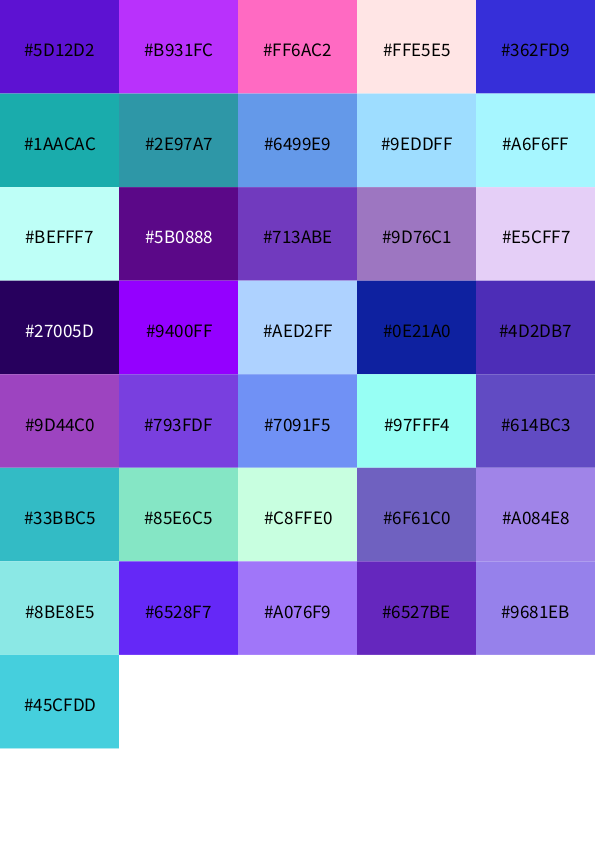 #5D12D2 #B931FC #FF6AC2 #FFE5E5 #362FD9
#1AACAC #2E97A7 #6499E9 #9EDDFF #A6F6FF
#BEFFF7 #5B0888 #713ABE #9D76C1 #E5CFF7
#27005D #9400FF #AED2FF #0E21A0 #4D2DB7
#9D44C0 #793FDF #7091F5 #97FFF4 #614BC3
#33BBC5 #85E6C5 #C8FFE0 #6F61C0 #A084E8
#8BE8E5 #6528F7 #A076F9 #6527BE #9681EB
#45CFDD